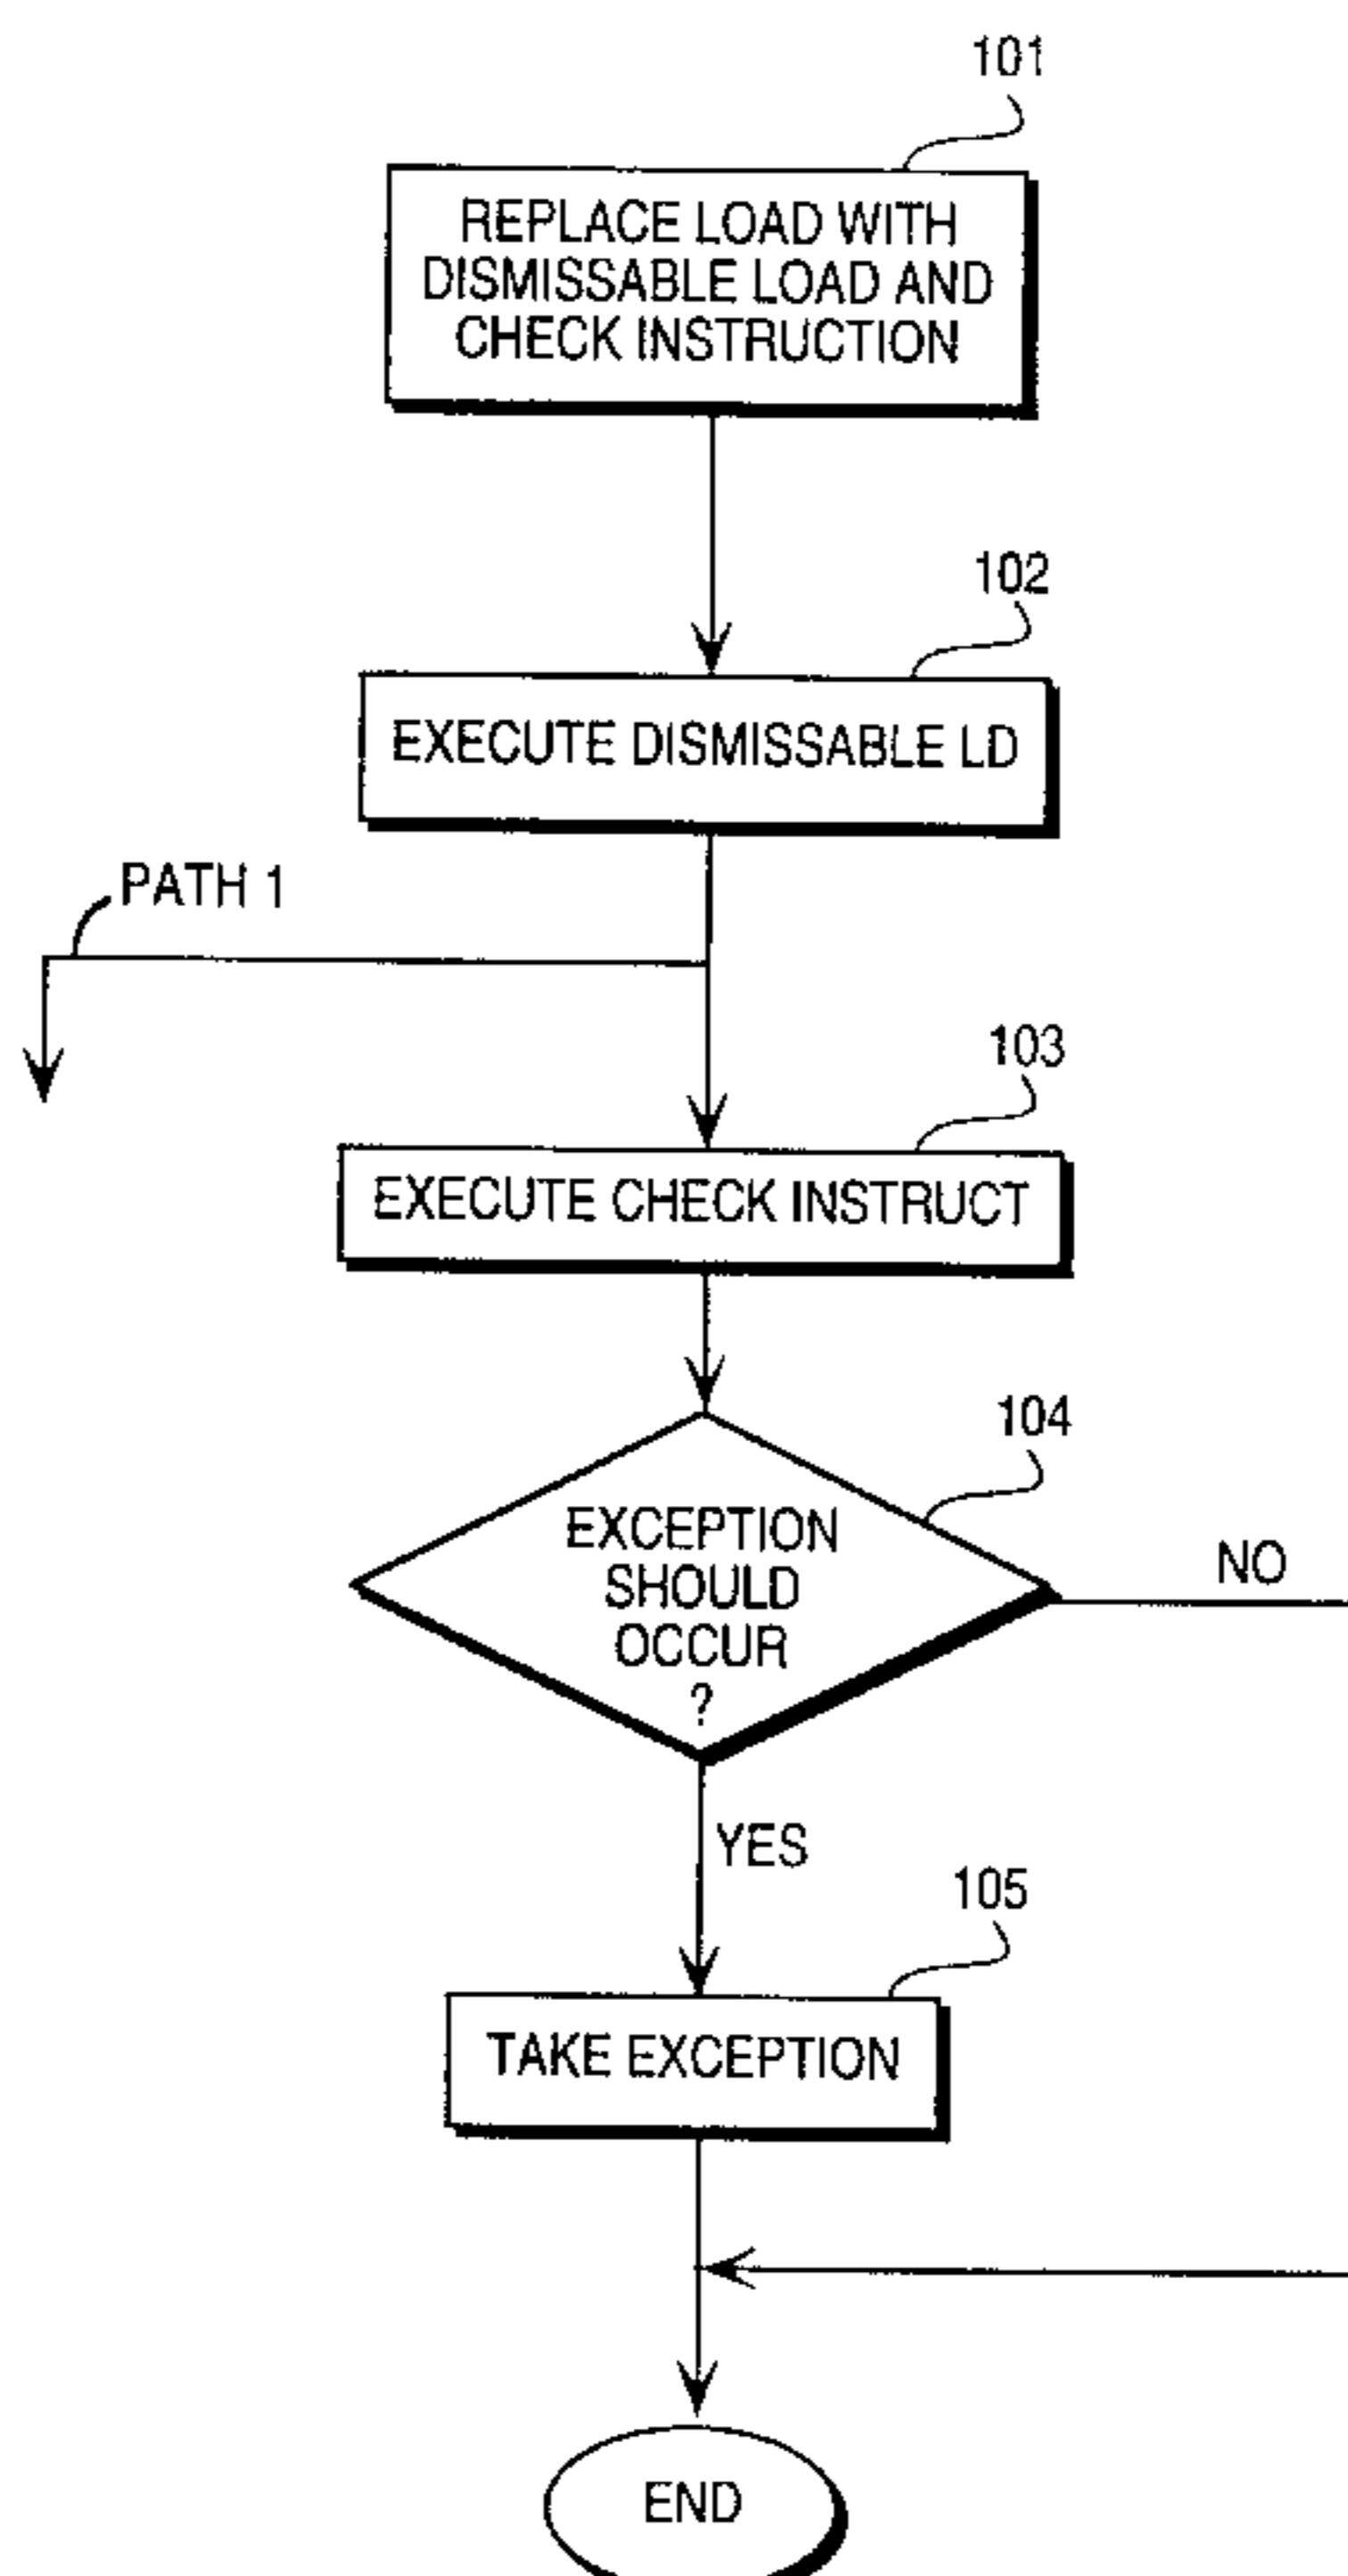 101
REPLACE LOAD WITH
DISMISSABLE LOAD AND
CHECK INSTRUCTION
102
EXECUTE DISMISSABLE LD
PATH 1
103
EXECUTE CHECK INSTRUCT
104
EXCEPTION
SHOULD
OCCUR
?
NO
YES
105
TAKE EXCEPTION
END